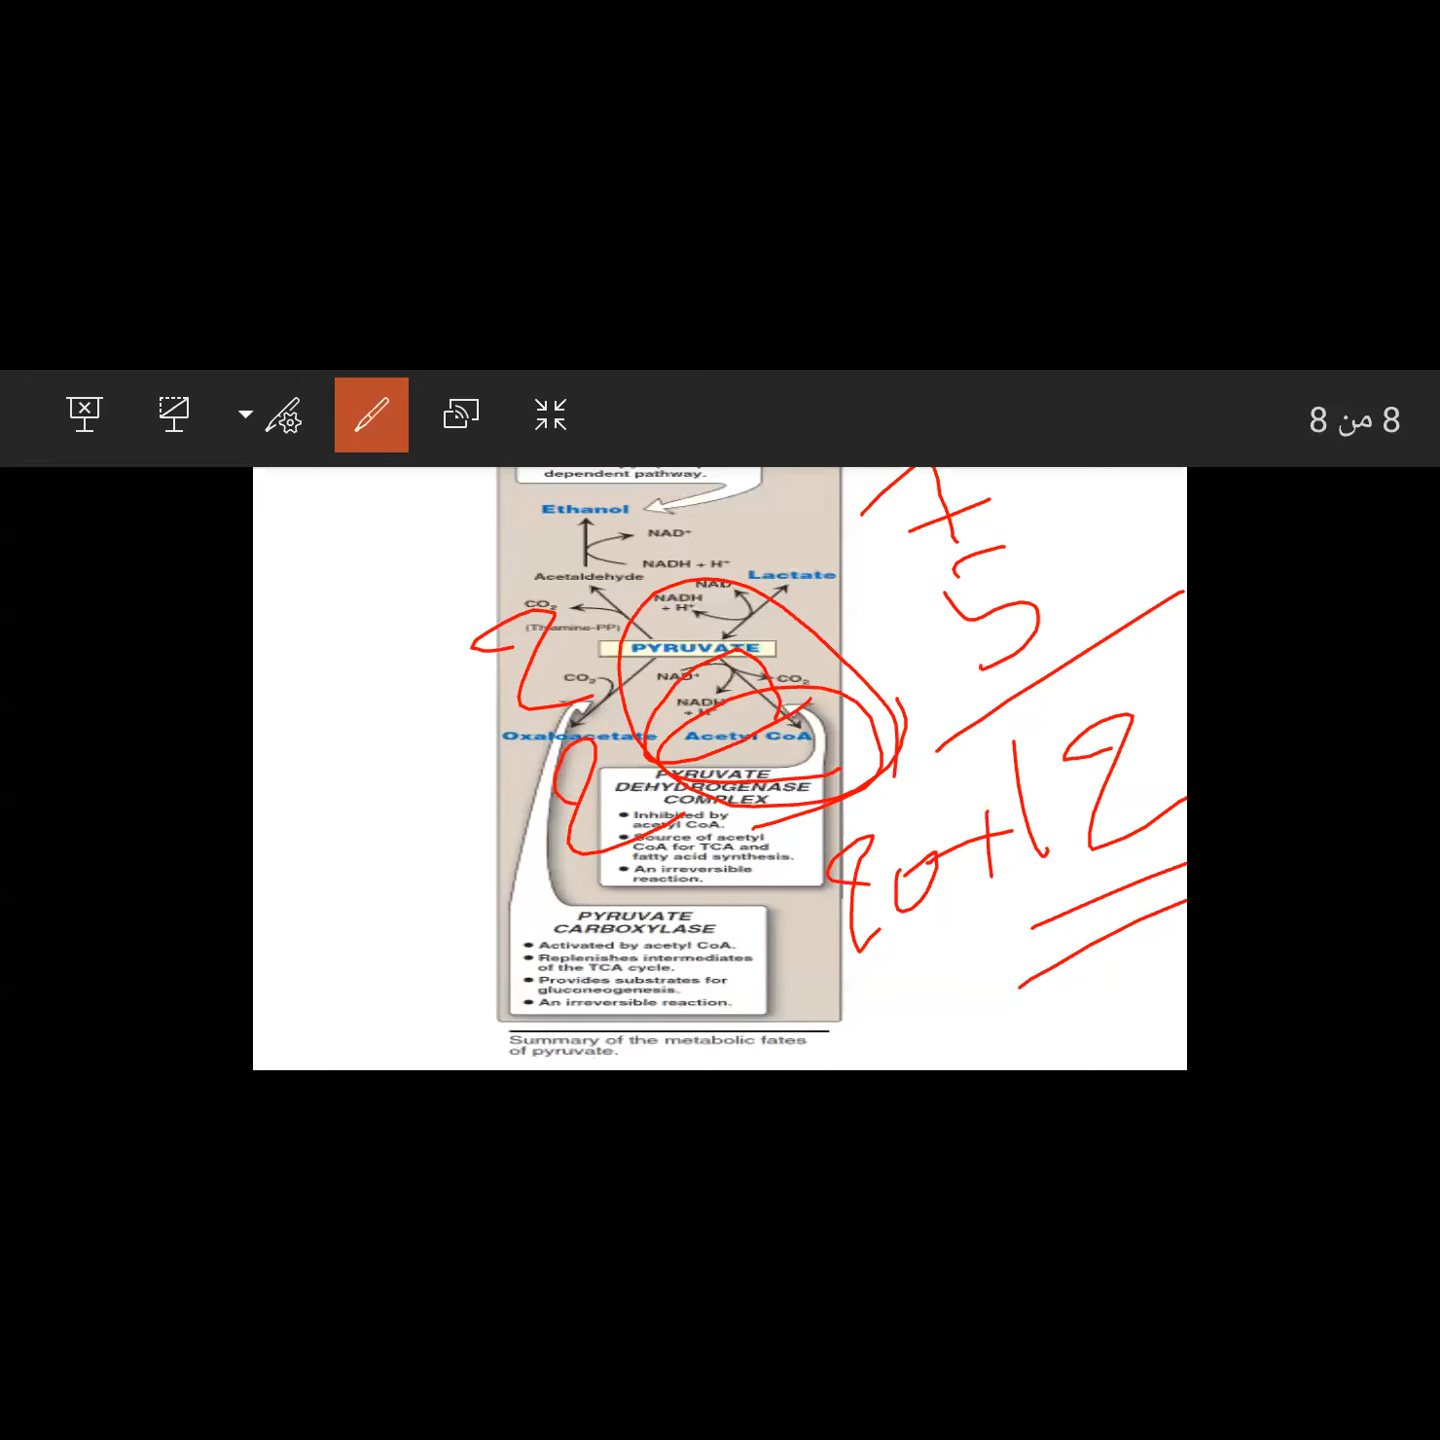 8 من 8
dependent pathway.
Ethanol
NAD+
NADH + H+
Acetaldehyde
Lactate
NAD+
CO2
NADH
+ H+
(Thiamine-PP)
PYRUVATE
CO2
NAD+
CO2
NADH
+ H+
Oxaloacetate
Acetyl CoA
PYRUVATE
DEHYDROGENASE
COMPLEX
● Inhibited by
acetyl CoA.
● Source of acetyl
CoA for TCA and
fatty acid synthesis.
● An irreversible
reaction.
PYRUVATE
CARBOXYLASE
● Activated by acetyl CoA.
● Replenishes intermediates
of the TCA cycle.
● Provides substrates for
gluconeogenesis.
● An irreversible reaction.
Summary of the metabolic fates
of pyruvate.